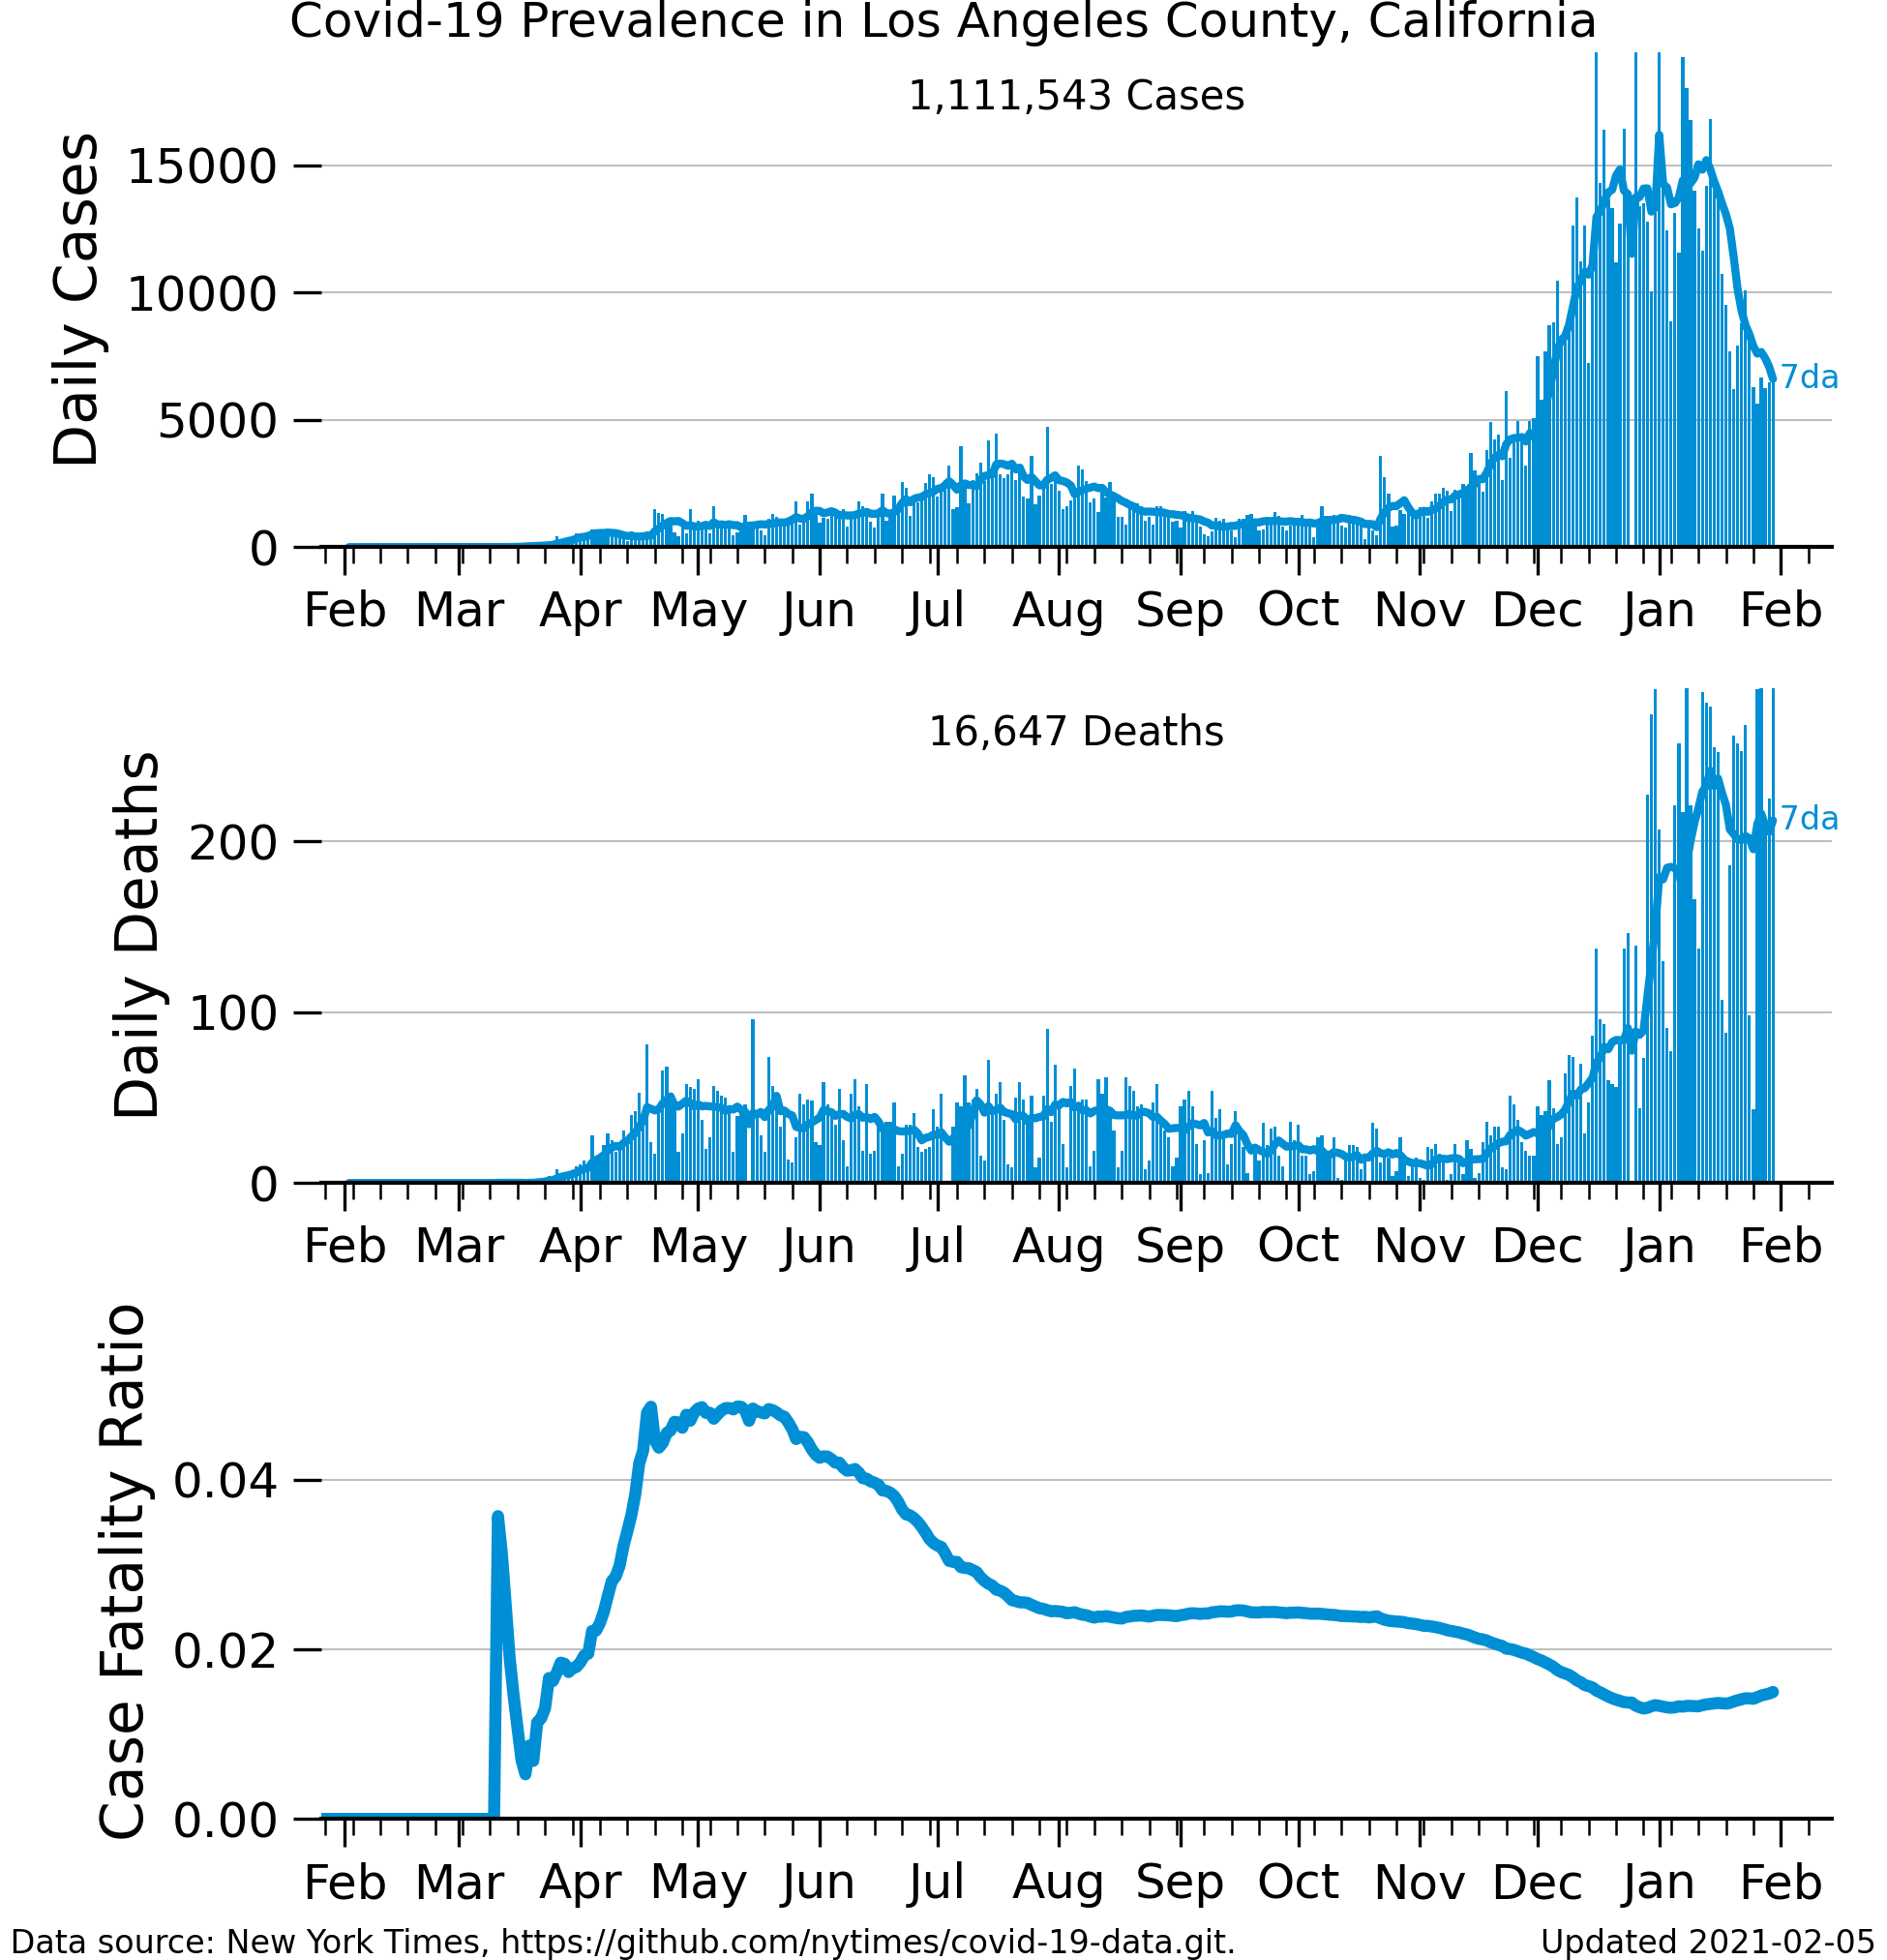 Covid-19 Prevalence in Los Angeles County, California
1,111,543 Cases
Daily Cases
15000
10000
5000
0
7da
Feb Mar Apr May Jun Jul Aug Sep Oct Nov Dec Jan Feb
16,647 Deaths
Daily Deaths
200
100
0
7da
Feb Mar Apr May Jun Jul Aug Sep Oct Nov Dec Jan Feb
Case Fatality Ratio
0.04
0.02
0.00
Feb Mar Apr May Jun Jul Aug Sep Oct Nov Dec Jan Feb
Data source: New York Times, https://github.com/nytimes/covid-19-data.git.
Updated 2021-02-05